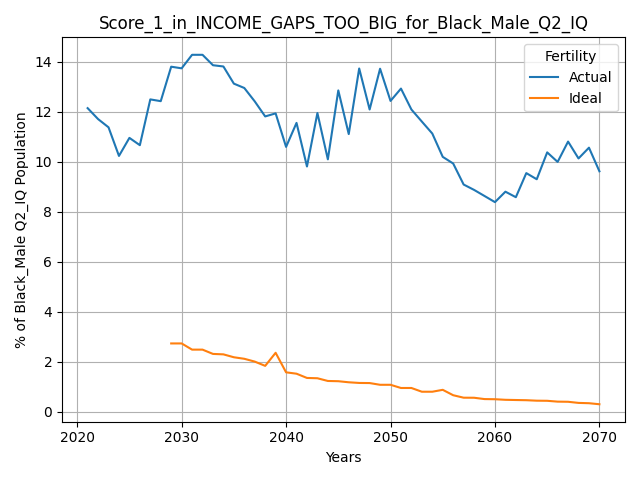 Score_1_in_INCOME_GAPS_TOO_BIG_for_Black_Male_Q2_IQ
Fertility
Actual
Ideal
% of Black_Male Q2_IQ Population
14
12
10
8
6
4
2
0
2020 2030 2040 2050 2060 2070
Years